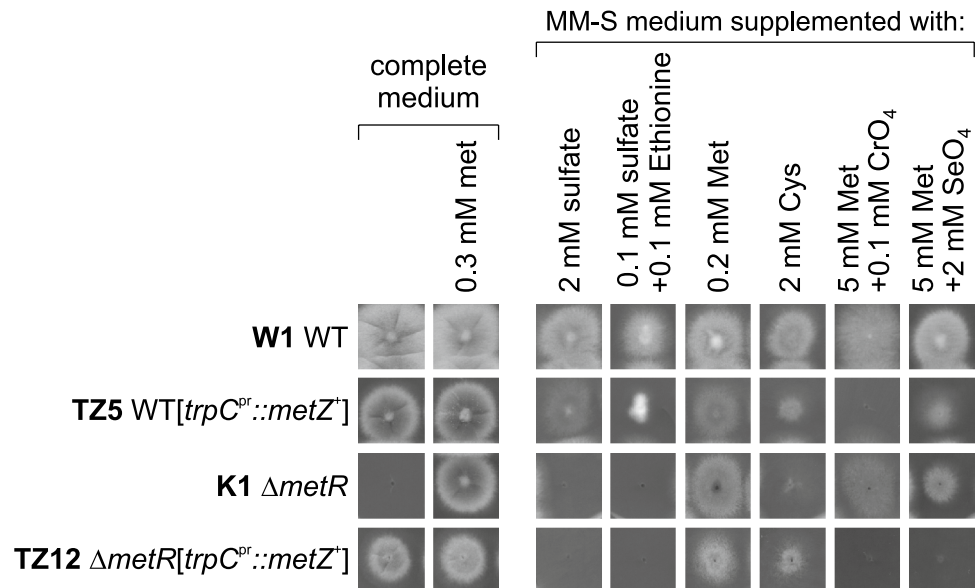 MM-S medium supplemented with:
complete
medium
0.3 mM met
2 mM sulfate
0.1 mM sulfate
+0.1 mM Ethionine
0.2 mM Met
2 mM Cys
5 mM Met
+0.1 mM CrO₄
5 mM Met
+2 mM SeO₄
W1 WT
TZ5 WT[trpCᵖʳ::metZ⁺]
K1 ΔmetR
TZ12 ΔmetR[trpCᵖʳ::metZ⁺]